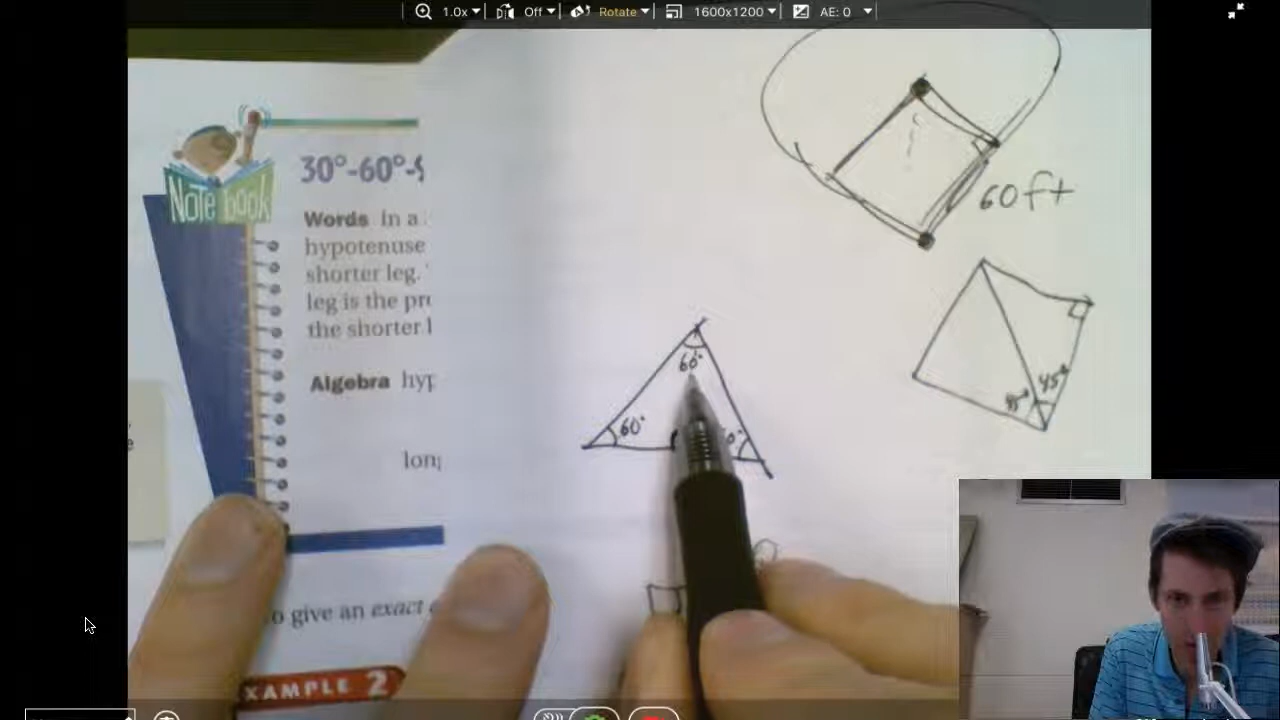 1.0x Off Rotate 1600x1200 AE: 0
Note book
30°-60°-
Words In a
hypotenuse
shorter leg.
leg is the pr
the shorter l
Algebra hyp
long
o give an exact
XAMPLE 2
60ft
45° 45°
60°
60°